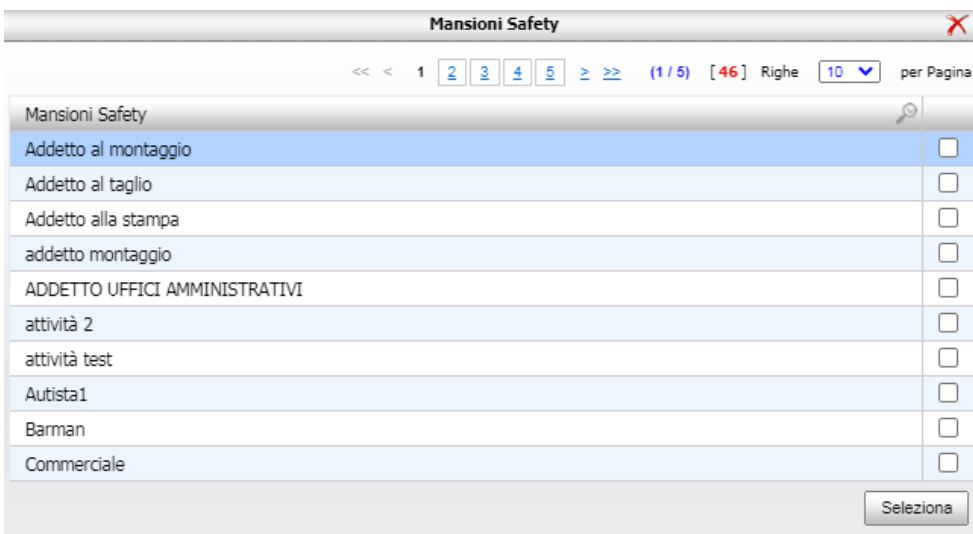 Mansioni Safety
<< < 1 2 3 4 5 > >> (1 / 5) [ 46 ] Righe 10 per Pagina
Mansioni Safety
Addetto al montaggio
Addetto al taglio
Addetto alla stampa
addetto montaggio
ADDETTO UFFICI AMMINISTRATIVI
attività 2
attività test
Autista1
Barman
Commerciale
Seleziona